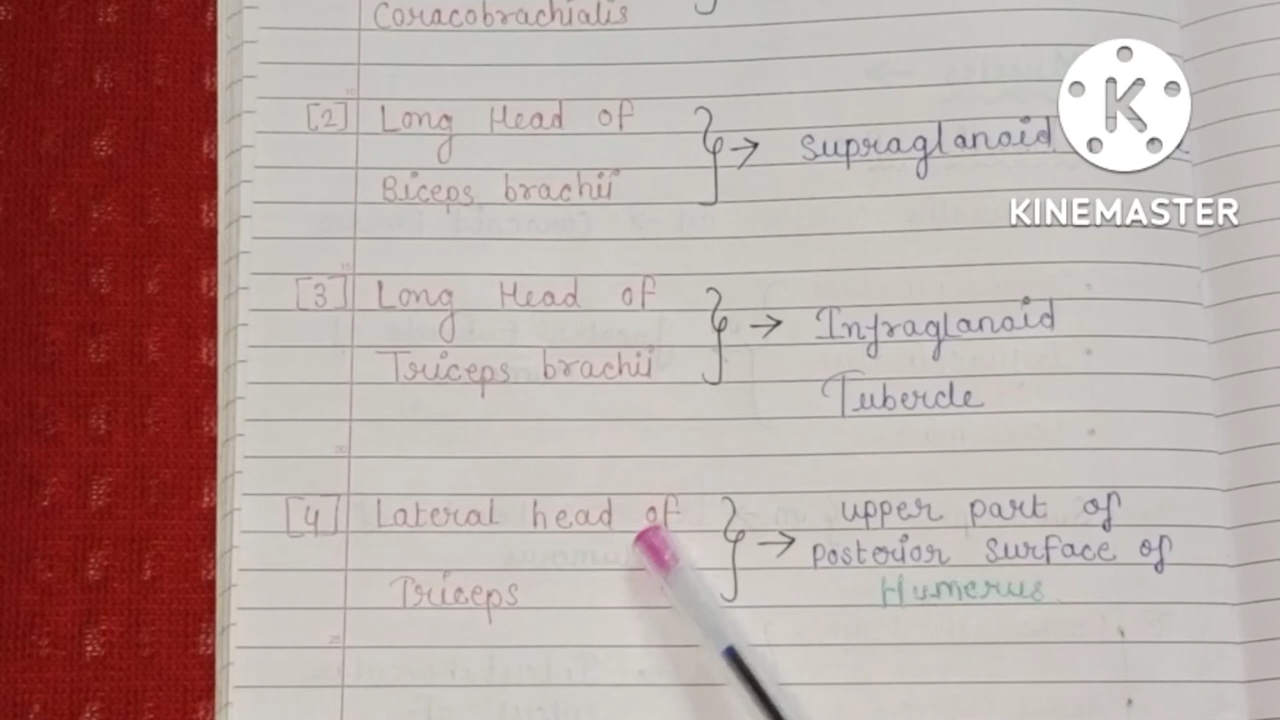 Coracobrachialis
[2] Long Head of
Biceps brachii
→ supraglanoid
K
KINEMASTER
[3] Long Head of
Triceps brachii
→ Infraglanoid
Tubercle
[4] Lateral head of
Triceps
→ upper part of
posterior surface of
Humerus